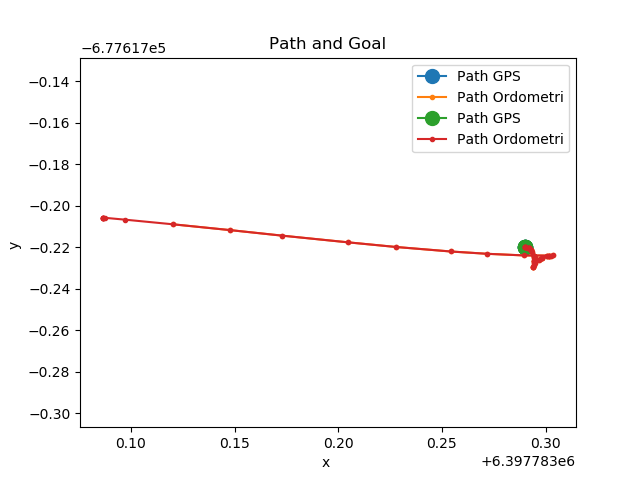 Path and Goal
−6.77617e5
Path GPS
Path Ordometri
Path GPS
Path Ordometri
−0.14
−0.16
−0.18
−0.20
−0.22
−0.24
−0.26
−0.28
−0.30
y
0.10 0.15 0.20 0.25 0.30
x
+6.397783e6